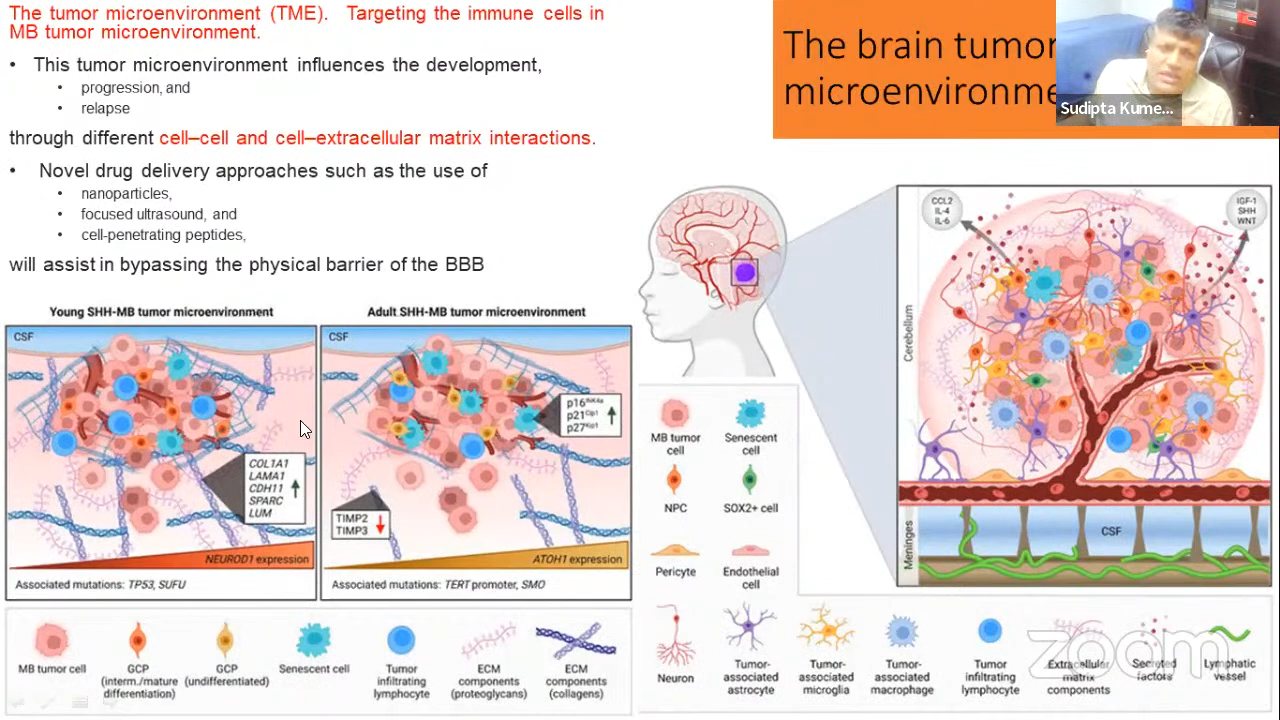 The tumor microenvironment (TME). Targeting the immune cells in
MB tumor microenvironment.
• This tumor microenvironment influences the development,
• progression, and
• relapse
through different cell–cell and cell–extracellular matrix interactions.
• Novel drug delivery approaches such as the use of
• nanoparticles,
• focused ultrasound, and
• cell-penetrating peptides,
will assist in bypassing the physical barrier of the BBB
The brain tumor
microenvironme
Sudipta Kume...
Young SHH-MB tumor microenvironment
CSF
COL1A1
LAMA1
CDH11
SPARC
LUM
NEUROD1 expression
Associated mutations: TP53, SUFU
Adult SHH-MB tumor microenvironment
CSF
p16INK4a
p21Cip1
p27Kip1
TIMP2
TIMP3
ATOH1 expression
Associated mutations: TERT promoter, SMO
MB tumor cell
GCP
(interm./mature
differentiation)
GCP
(undifferentiated)
Senescent cell
Tumor
infiltrating
lymphocyte
ECM
components
(proteoglycans)
ECM
components
(collagens)
CCL2
IL-4
IL-6
IGF-1
SHH
WNT
Cerebellum
Meninges
CSF
MB tumor
cell
Senescent
cell
NPC
SOX2+ cell
Pericyte
Endothelial
cell
Neuron
Tumor-
associated
astrocyte
Tumor-
associated
microglia
Tumor-
associated
macrophage
Tumor
infiltrating
lymphocyte
Extracellular
matrix
components
Secreted
factors
Lymphatic
vessel
zoom